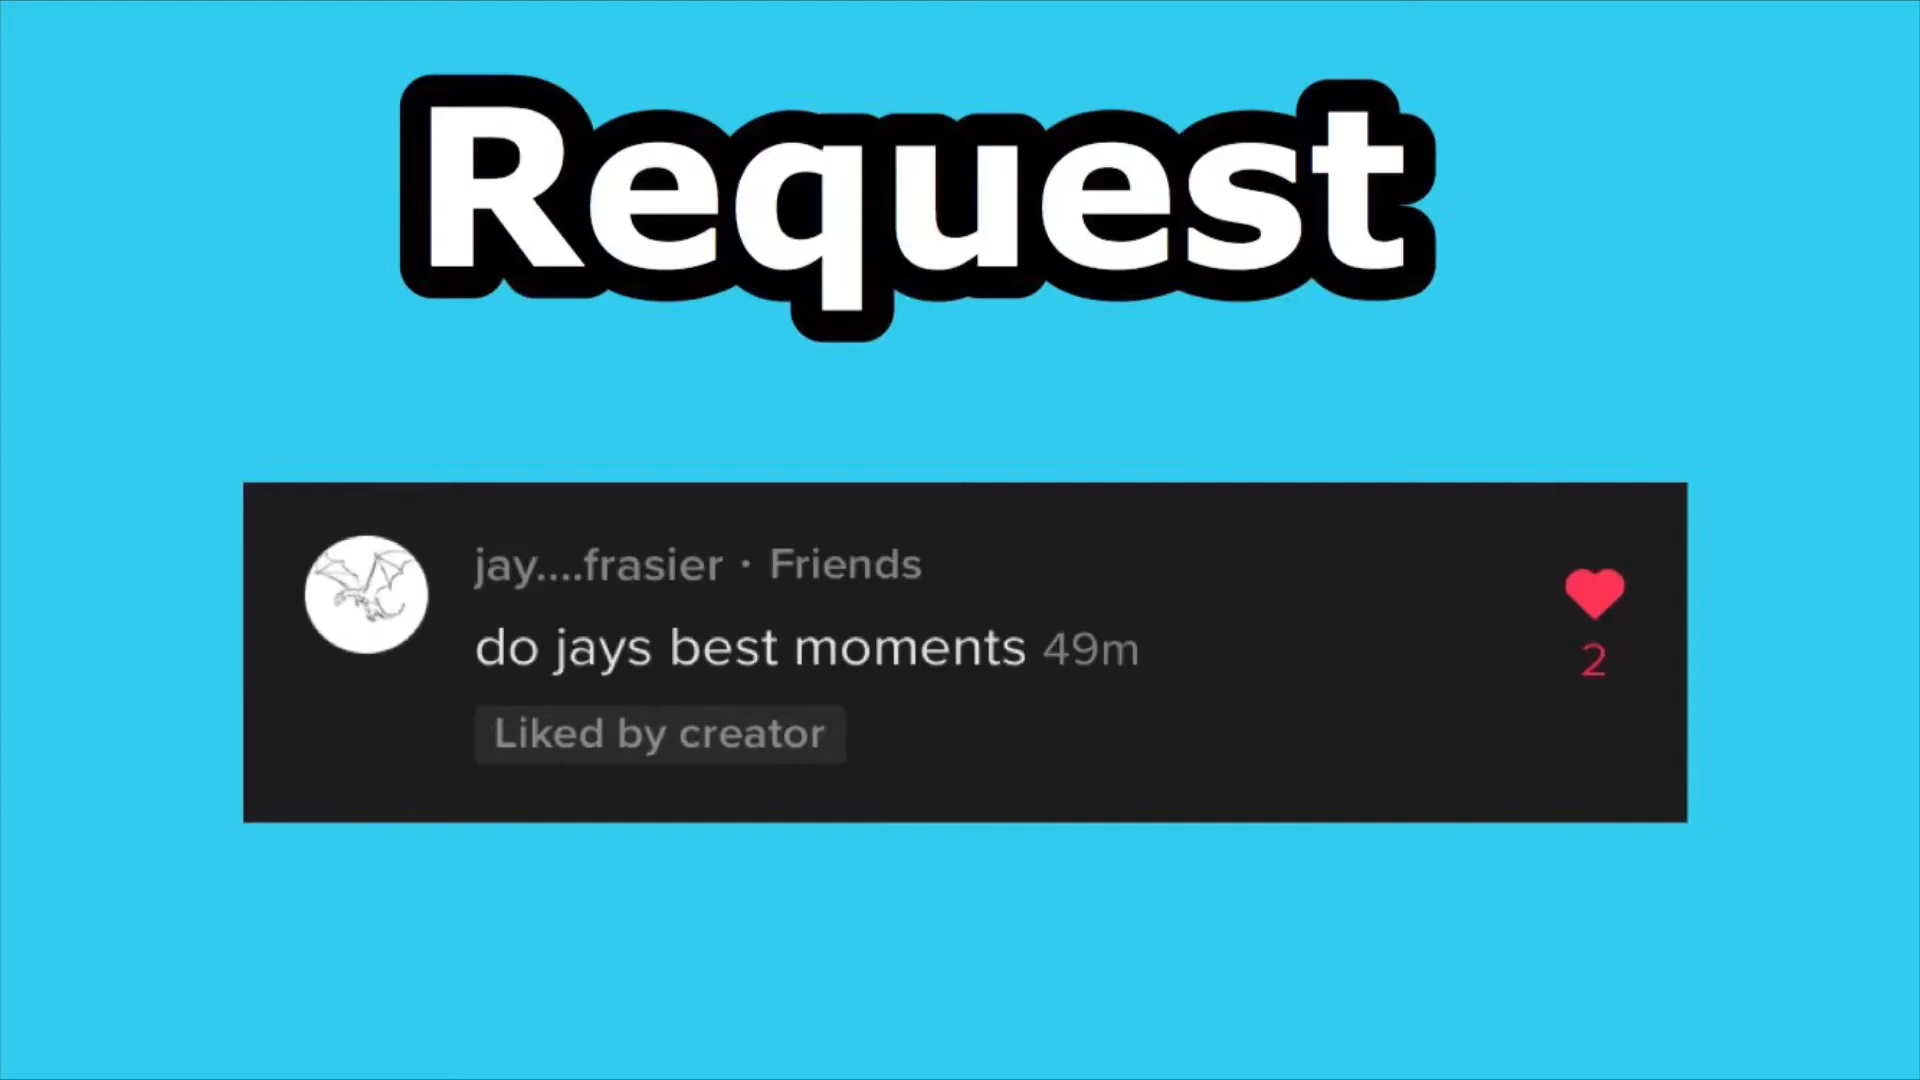 Request
jay....frasier · Friends
do jays best moments 49m
2
Liked by creator